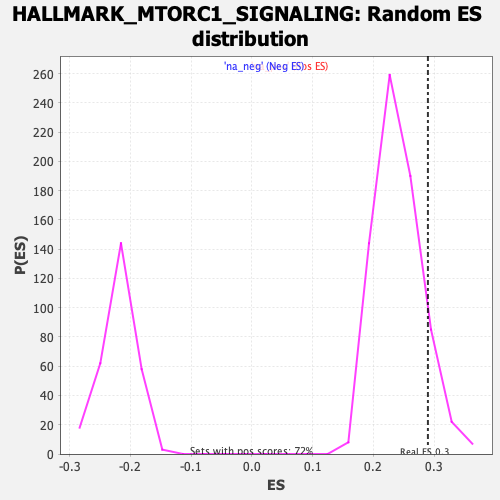 HALLMARK_MTORC1_SIGNALING: Random ES
distribution
'na_neg' (Neg ES)
os ES)
260
240
220
200
180
160
140
120
100
80
60
40
20
0
P(ES)
Sets with pos scores: 72%
Real ES 0.3
-0.3 -0.2 -0.1 0.0 0.1 0.2 0.3
ES